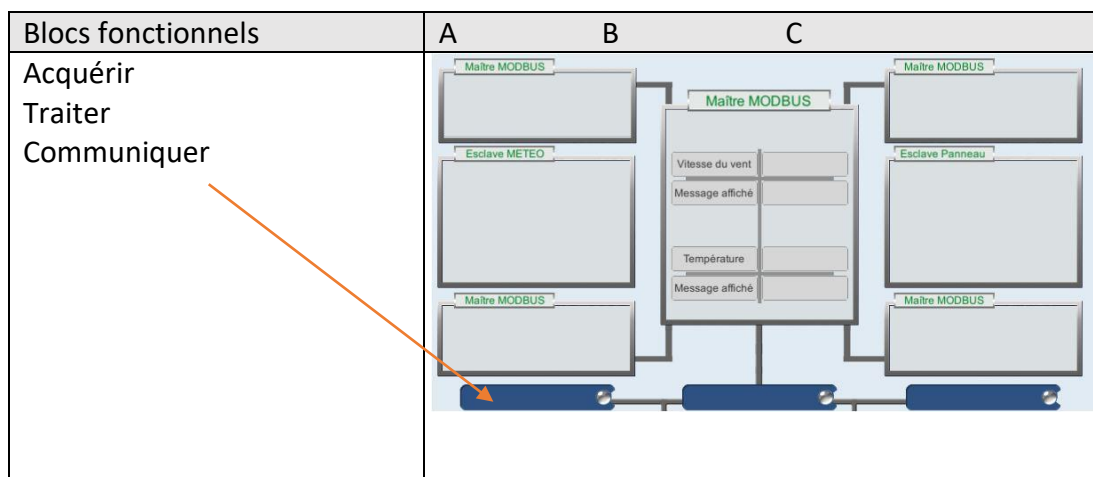 Blocs fonctionnels
A B C
Acquérir
Traiter
Communiquer
Maître MODBUS
Esclave METEO
Maître MODBUS
Maître MODBUS
Vitesse du vent
Message affiché
Température
Message affiché
Maître MODBUS
Esclave Panneau
Maître MODBUS